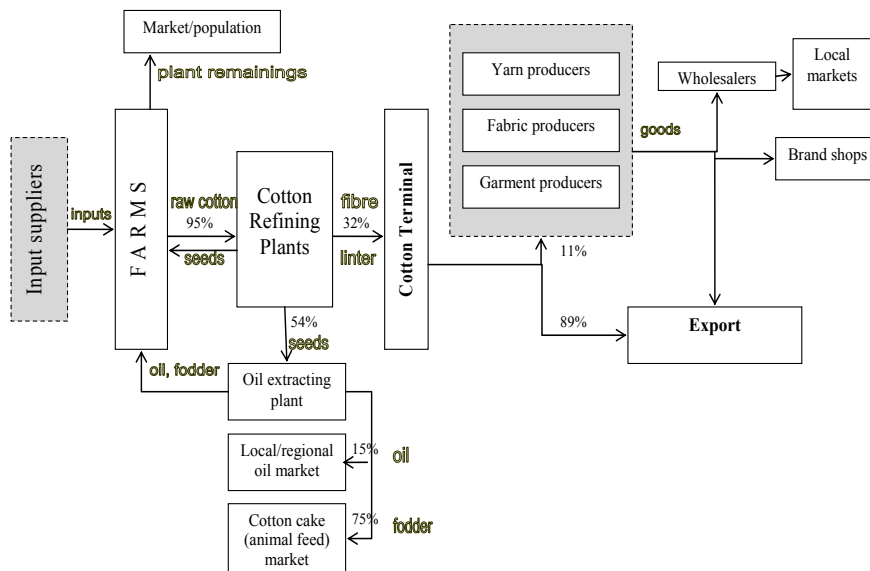 Market/population
plant remainings
Input suppliers
inputs
FARMS
raw cotton
95%
seeds
Cotton
Refining
Plants
fibre
32%
linter
Cotton Terminal
Yarn producers
Fabric producers
Garment producers
goods
Wholesalers
Local
markets
Brand shops
11%
89%
Export
54%
seeds
oil, fodder
Oil extracting
plant
Local/regional
oil market
15%
oil
Cotton cake
(animal feed)
market
75%
fodder